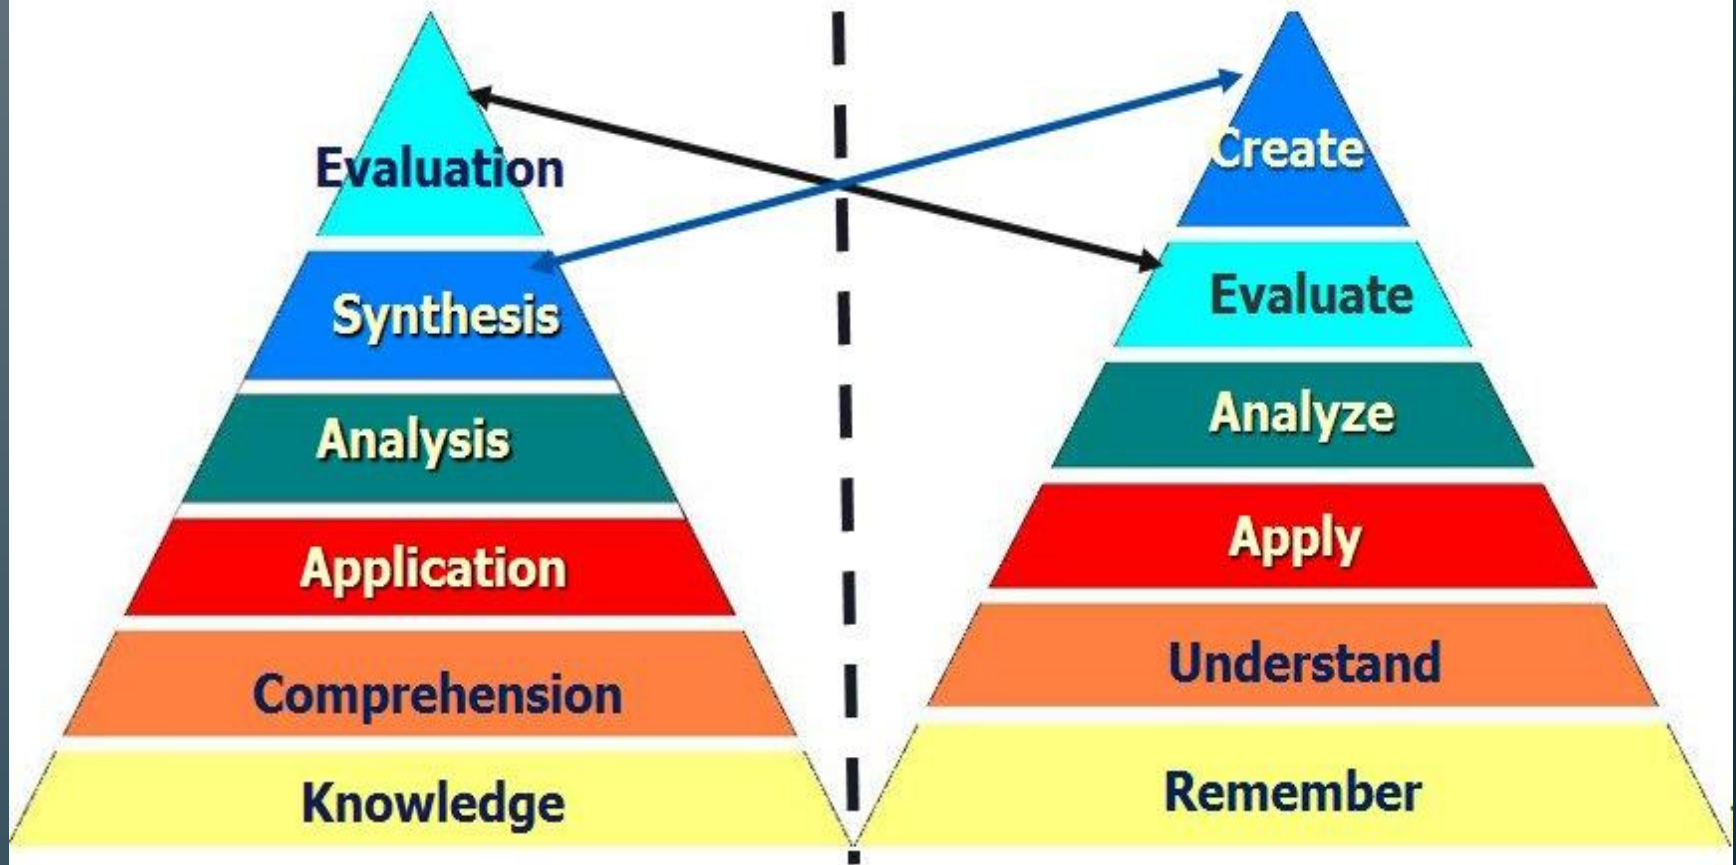 Evaluation
Synthesis
Analysis
Application
Comprehension
Knowledge
Create
Evaluate
Analyze
Apply
Understand
Remember